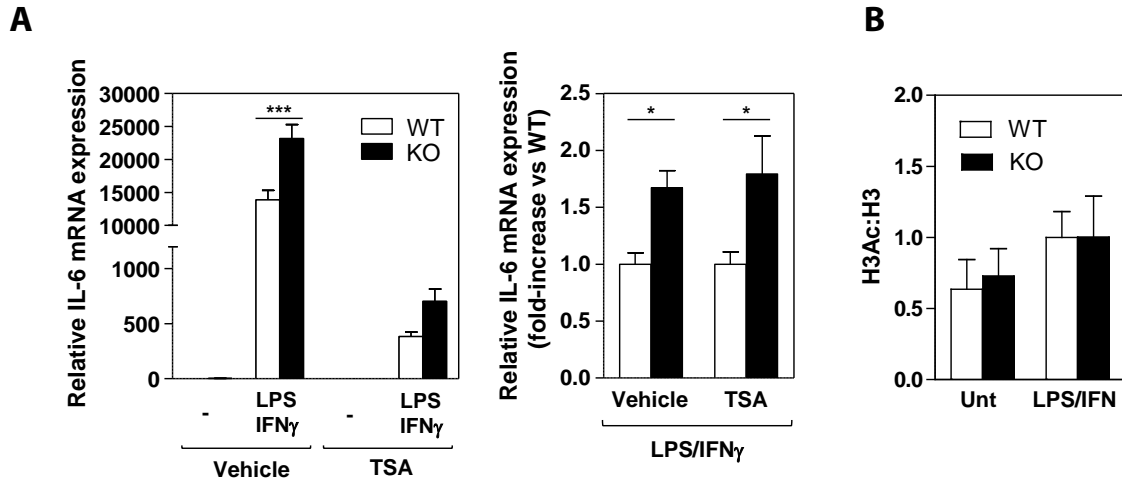 A
Relative IL-6 mRNA expression
30000
25000
20000
15000
10000
1000
500
0
***
WT
KO
-
LPS
IFNγ
-
LPS
IFNγ
Vehicle
TSA
Relative IL-6 mRNA expression
(fold-increase vs WT)
2.5
2.0
1.5
1.0
0.5
0.0
*
*
Vehicle
TSA
LPS/IFNγ
B
H3Ac:H3
2.0
1.5
1.0
0.5
0.0
WT
KO
Unt
LPS/IFN